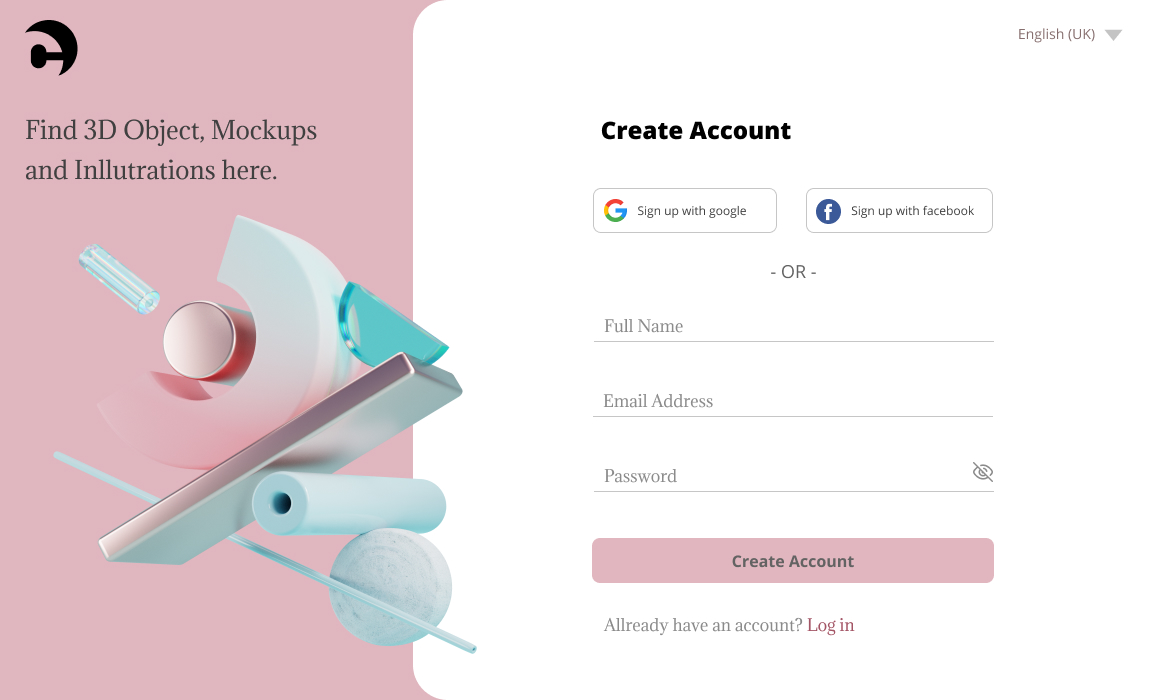 English (UK)
Find 3D Object, Mockups
and Inllutrations here.
Create Account
Sign up with google
Sign up with facebook
- OR -
Full Name
Email Address
Password
Create Account
Allready have an account? Log in